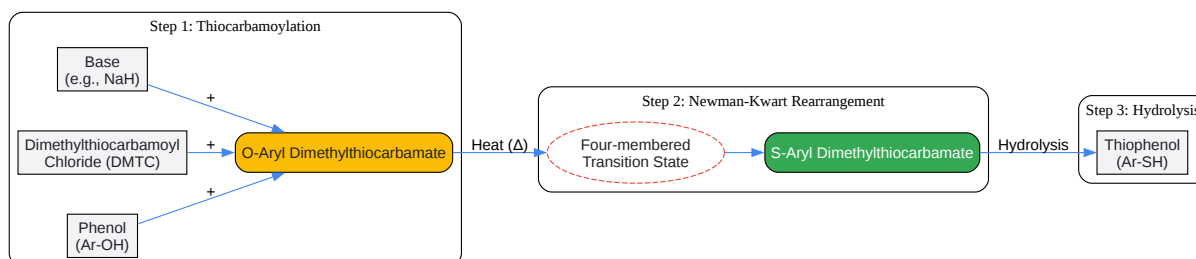 Step 1: Thiocarbamoylation
Base
(e.g., NaH)
+
Dimethylthiocarbamoyl
Chloride (DMTC)
+
O-Aryl Dimethylthiocarbamate
+
Phenol
(Ar-OH)
Heat (Δ)
Step 2: Newman-Kwart Rearrangement
Four-membered
Transition State
S-Aryl Dimethylthiocarbamate
Hydrolysis
Step 3: Hydrolysis
Thiophenol
(Ar-SH)